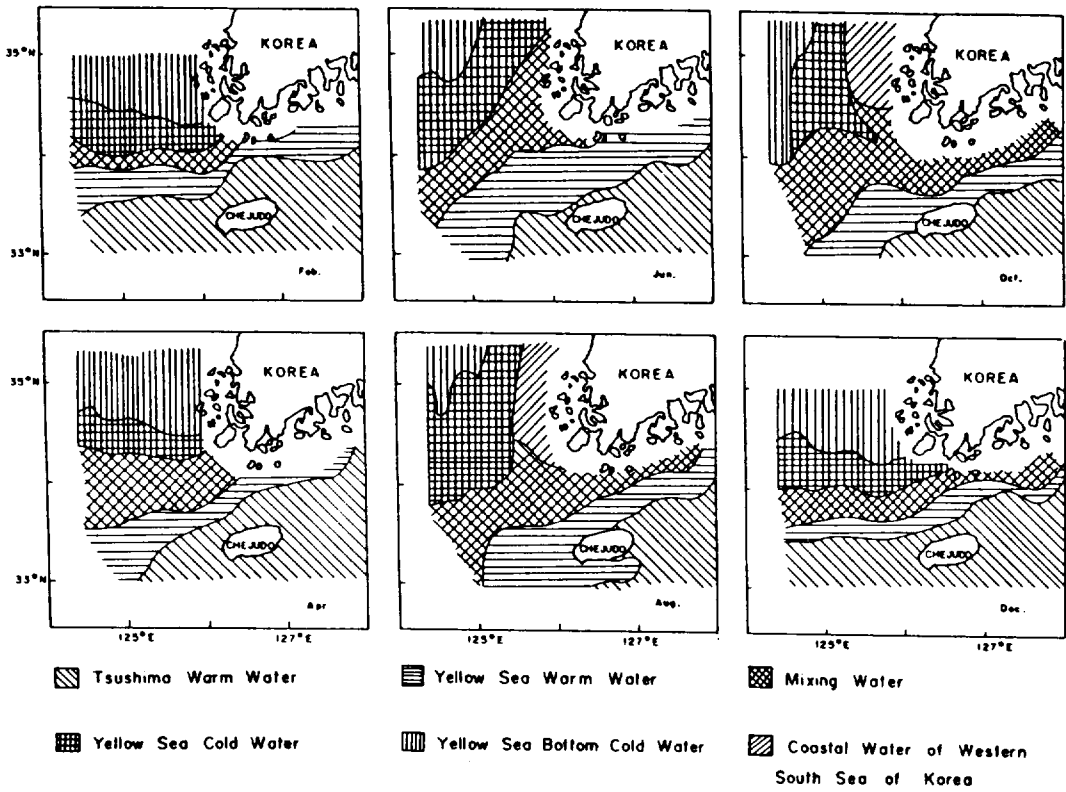 35°N
KOREA
CHEJUDO
33°N
Feb.
KOREA
CHEJUDO
Jun.
KOREA
CHEJUDO
Oct.
35°N
KOREA
CHEJUDO
33°N
Apr
125°E
127°E
KOREA
CHEJUDO
Aug.
125°E
127°E
KOREA
CHEJUDO
Dec.
125°E
127°E
Tsushima Warm Water
Yellow Sea Warm Water
Mixing Water
Yellow Sea Cold Water
Yellow Sea Bottom Cold Water
Coastal Water of Western
South Sea of Korea